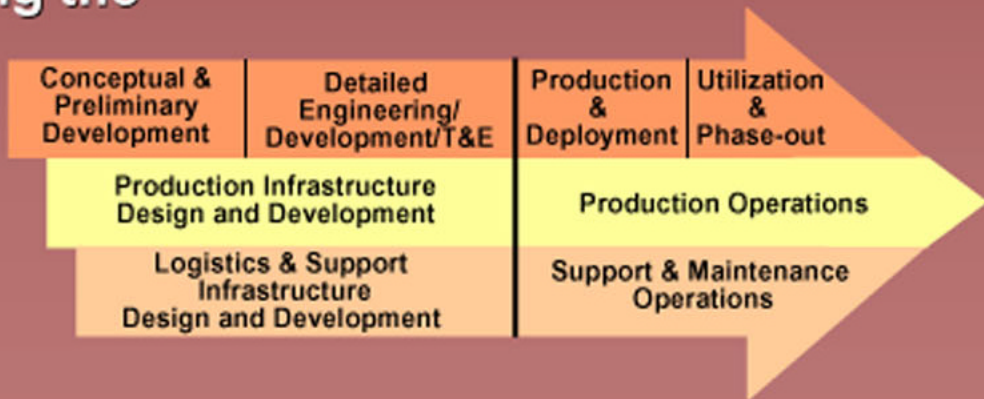 the
Conceptual &
Preliminary
Development
Detailed
Engineering/
Development/T&E
Production
&
Deployment
Utilization
&
Phase-out
Production Infrastructure
Design and Development
Production Operations
Logistics & Support
Infrastructure
Design and Development
Support & Maintenance
Operations